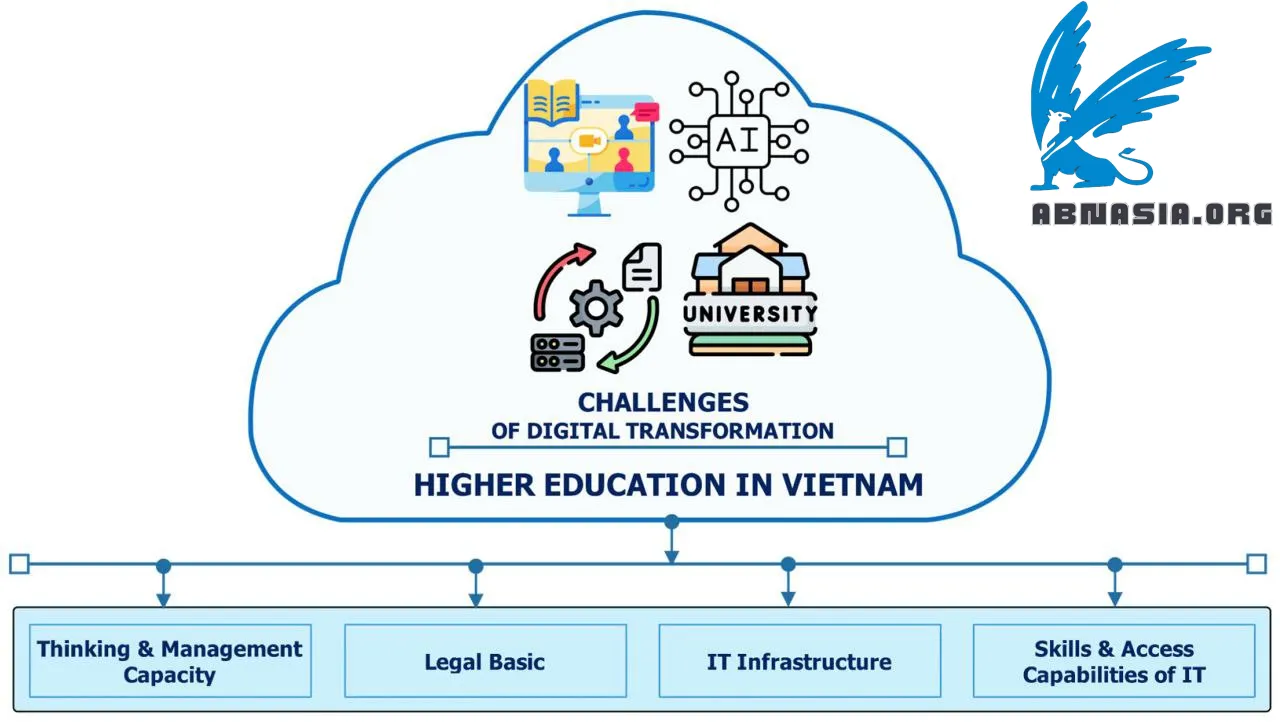 AI
ABNASIA.ORG
UNIVERSITY
CHALLENGES
OF DIGITAL TRANSFORMATION
HIGHER EDUCATION IN VIETNAM
Thinking & Management
Capacity
Legal Basic
IT Infrastructure
Skills & Access
Capabilities of IT